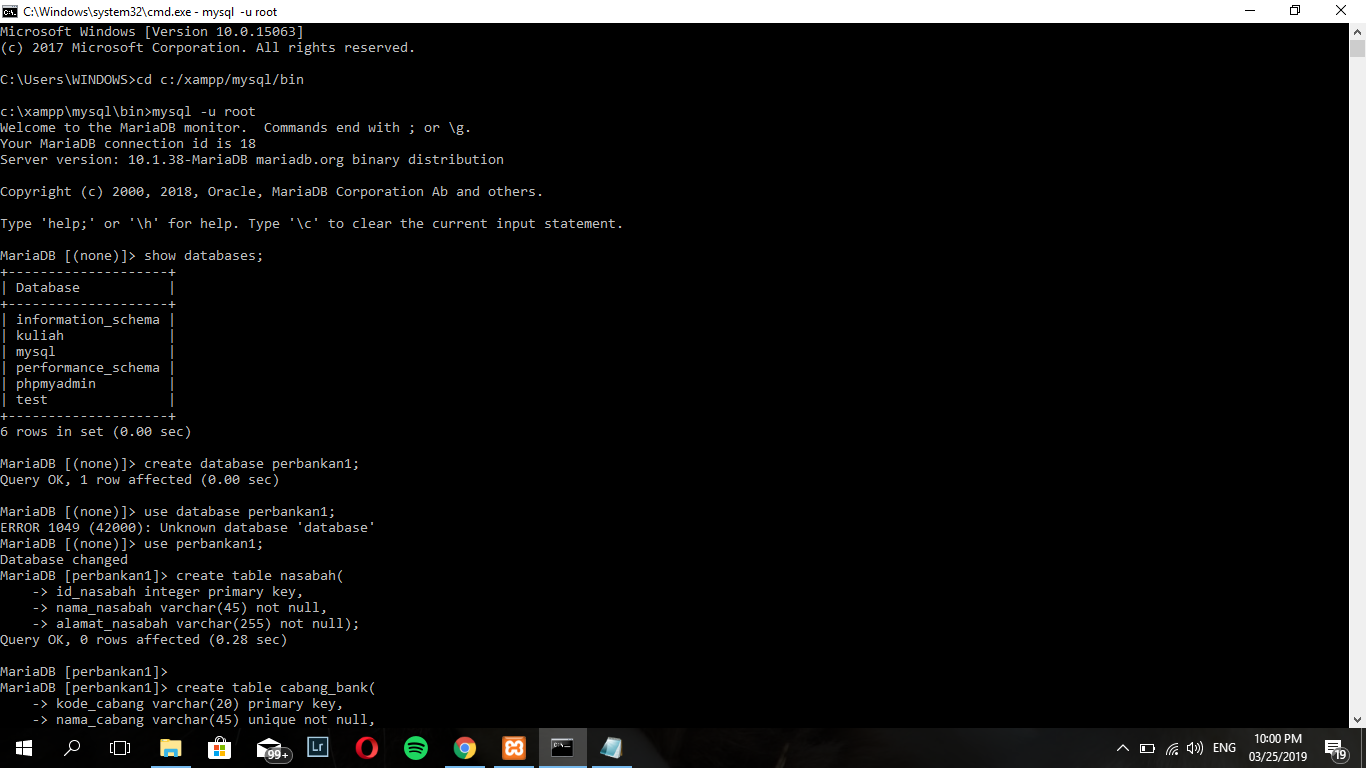 C:\Windows\system32\cmd.exe - mysql  -u root
Microsoft Windows [Version 10.0.15063]
(c) 2017 Microsoft Corporation. All rights reserved.
C:\Users\WINDOWS>cd c:/xampp/mysql/bin
c:\xampp\mysql\bin>mysql -u root
Welcome to the MariaDB monitor.  Commands end with ; or \g.
Your MariaDB connection id is 18
Server version: 10.1.38-MariaDB mariadb.org binary distribution
Copyright (c) 2000, 2018, Oracle, MariaDB Corporation Ab and others.
Type 'help;' or '\h' for help. Type '\c' to clear the current input statement.
MariaDB [(none)]> show databases;
+--------------------+
| Database           |
+--------------------+
| information_schema |
| kuliah             |
| mysql              |
| performance_schema |
| phpmyadmin         |
| test               |
+--------------------+
6 rows in set (0.00 sec)
MariaDB [(none)]> create database perbankan1;
Query OK, 1 row affected (0.00 sec)
MariaDB [(none)]> use database perbankan1;
ERROR 1049 (42000): Unknown database 'database'
MariaDB [(none)]> use perbankan1;
Database changed
MariaDB [perbankan1]> create table nasabah(
    -> id_nasabah integer primary key,
    -> nama_nasabah varchar(45) not null,
    -> alamat_nasabah varchar(255) not null);
Query OK, 0 rows affected (0.28 sec)
MariaDB [perbankan1]>
MariaDB [perbankan1]> create table cabang_bank(
    -> kode_cabang varchar(20) primary key,
    -> nama_cabang varchar(45) unique not null,
99+
Lr
ENG
10:00 PM
03/25/2019
19